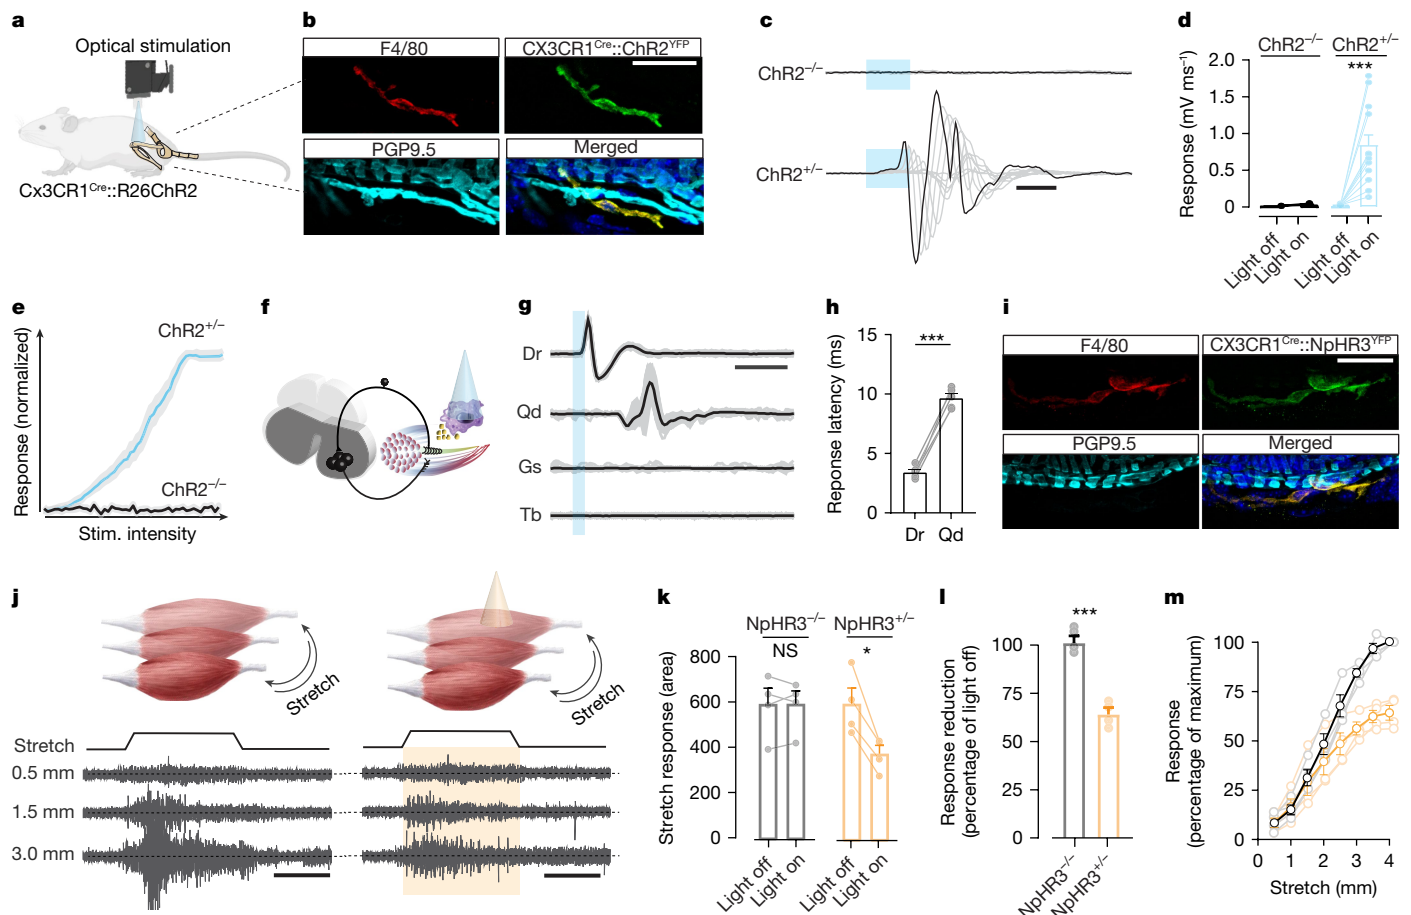 a
Optical stimulation
Cx3CR1ᶜʳᵉ::R26ChR2
b
F4/80
CX3CR1ᶜʳᵉ::ChR2ʸᶠᴾ
PGP9.5
Merged
c
ChR2⁻/⁻
ChR2⁺/⁻
d
ChR2⁻/⁻
ChR2⁺/⁻
***
Response (mV ms⁻¹)
2.0
1.5
1.0
0.5
0
Light off
Light on
Light off
Light on
e
Response (normalized)
ChR2⁺/⁻
ChR2⁻/⁻
Stim. intensity
f
g
Dr
Qd
Gs
Tb
h
Reponse latency (ms)
15
10
5
0
***
Dr
Qd
i
F4/80
CX3CR1ᶜʳᵉ::NpHR3ʸᶠᴾ
PGP9.5
Merged
j
Stretch
Stretch
Stretch
0.5 mm
1.5 mm
3.0 mm
k
NpHR3⁻/⁻
NpHR3⁺/⁻
NS
*
Stretch response (area)
800
600
400
200
0
Light off
Light on
Light off
Light on
l
***
Response reduction
(percentage of light off)
100
75
50
25
0
NpHR3⁻/⁻
NpHR3⁺/⁻
m
Response
(percentage of maximum)
100
75
50
25
0
0
1
2
3
4
Stretch (mm)